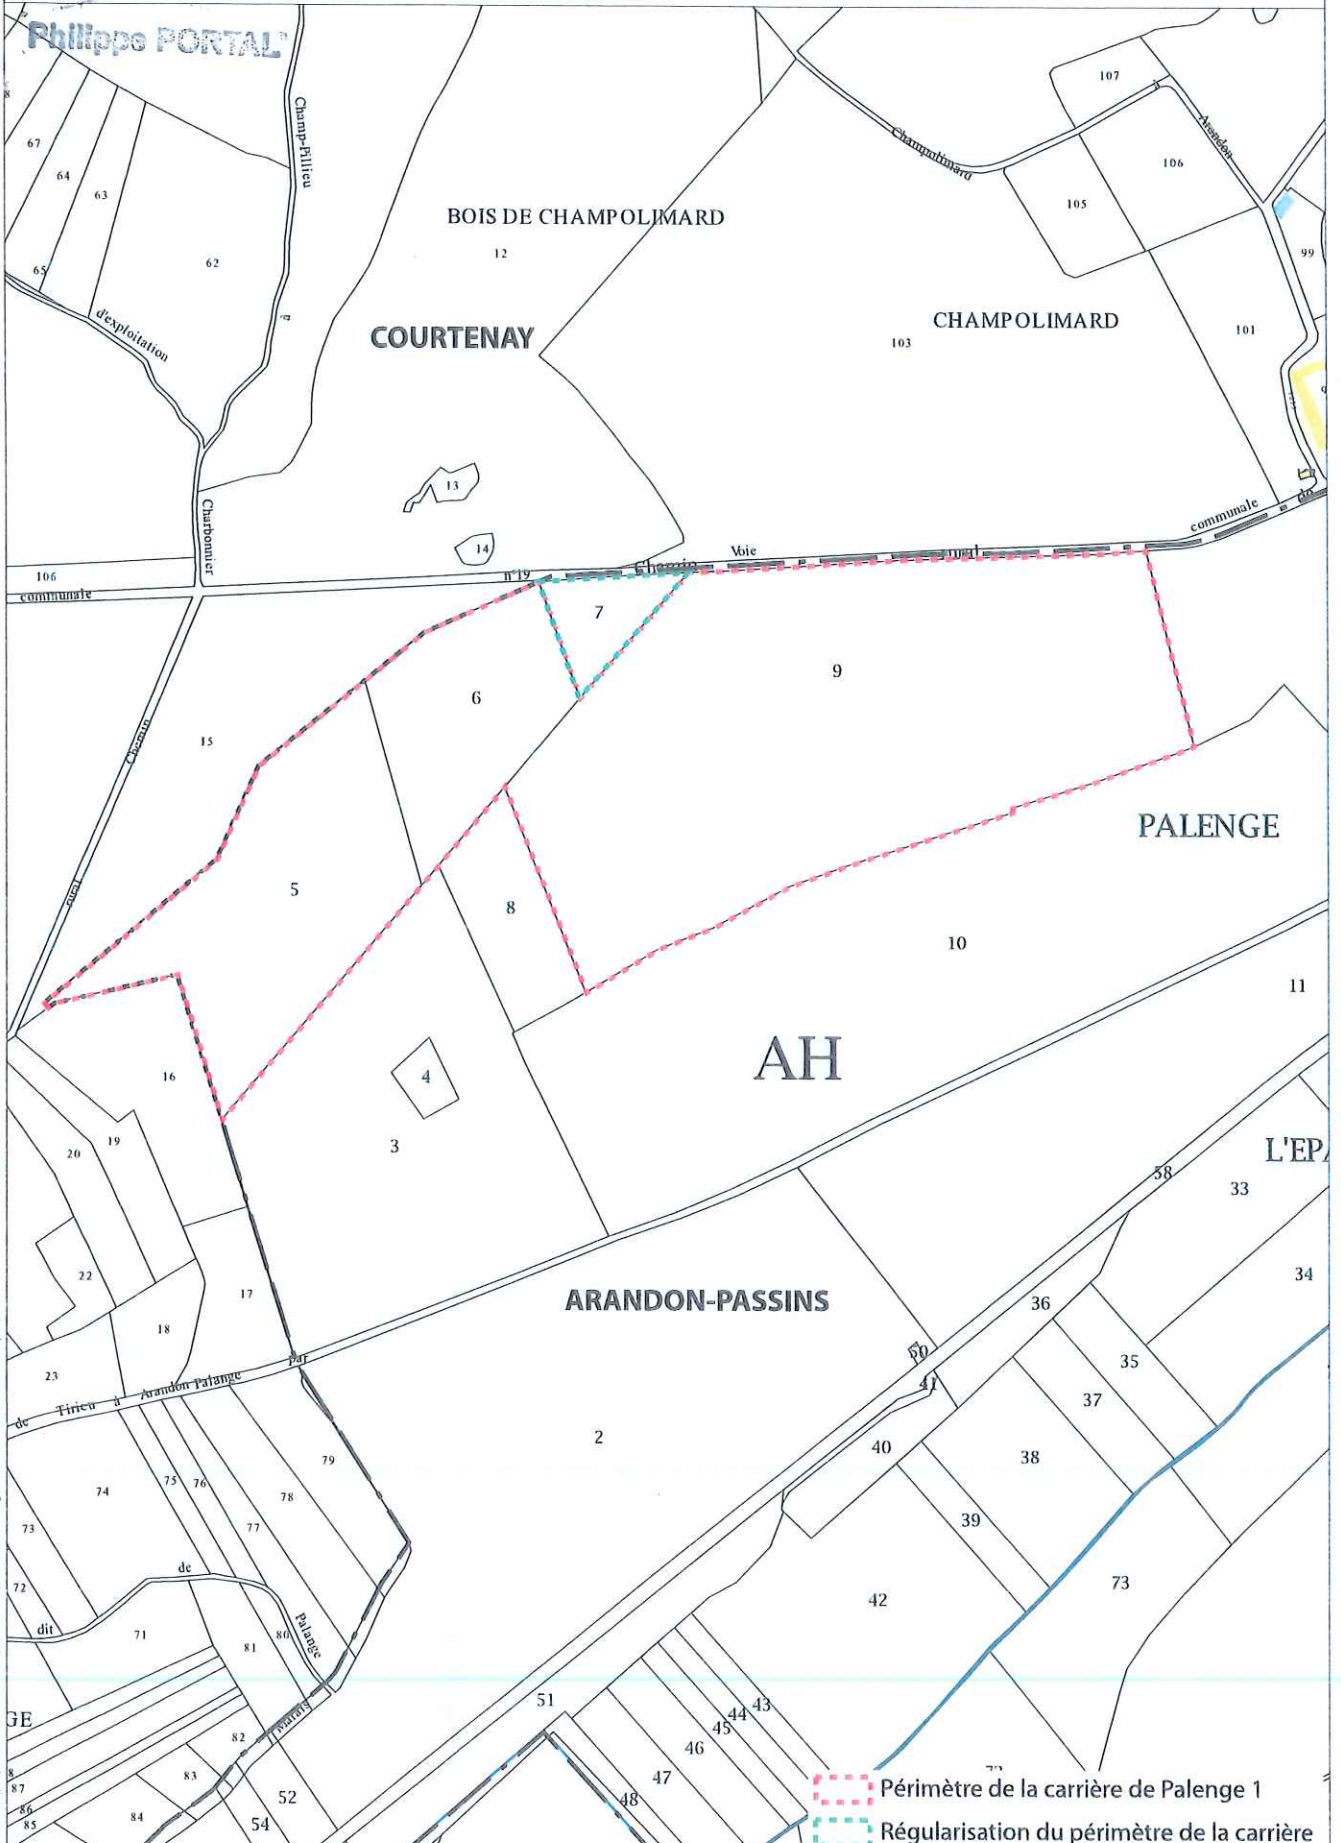 Philippe PORTAL
107
Champ-Pillieu
67
Champolimard
Arandon
106
64
63
105
BOIS DE CHAMPOLIMARD
12
99
62
65
CHAMPOLIMARD
d'exploitation
COURTENAY
103
101
13
Charbonnier
communale
14
Voie
106
n°19
Chemin
rural
communale
7
9
6
15
Chemin
PALENGE
5
rural
8
10
11
AH
16
4
3
19
20
L'EPA
58
33
22
34
17
ARANDON-PASSINS
36
18
50
par
35
23
41
Arandon Palange
37
de Tirieu à
2
40
79
38
75
76
74
78
39
77
73
de
73
72
42
dit
71
80
Palange
81
51
43
44
GE
45
Marais
82
46
83
47
87
52
48
86
84
54
85
Périmètre de la carrière de Palenge 1
Régularisation du périmètre de la carrière